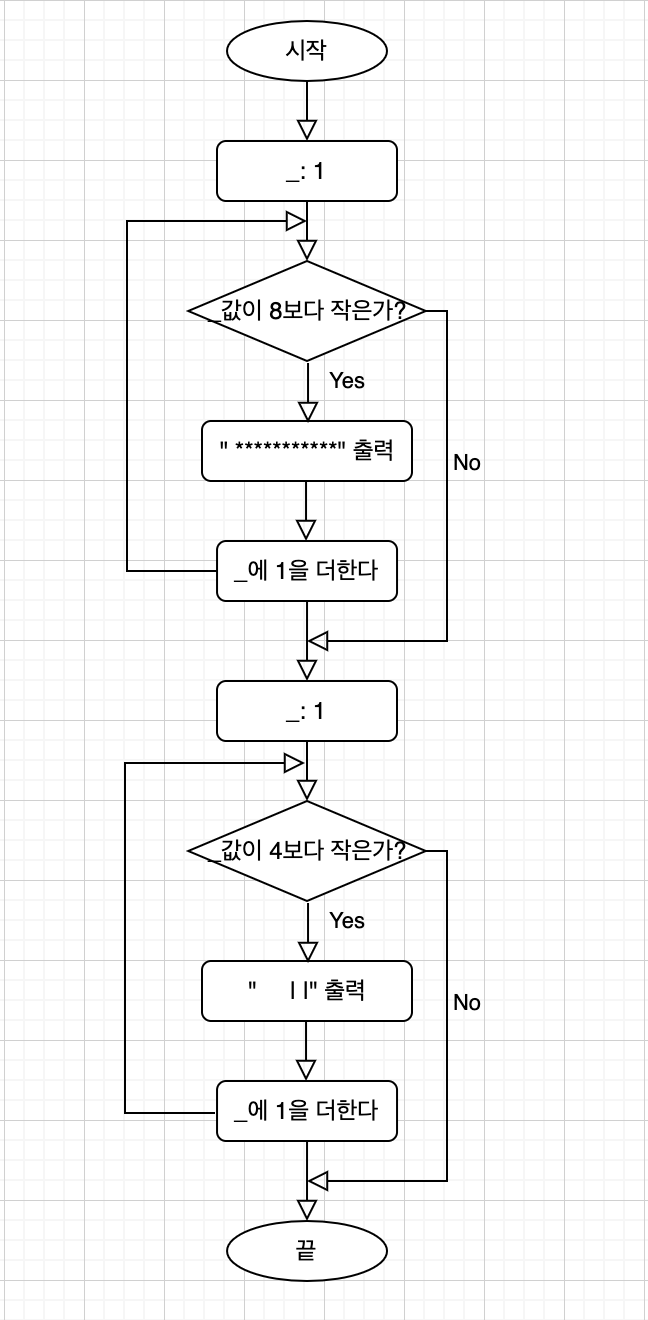 시작
_: 1
_값이 8보다 작은가?
Yes
" ***********" 출력
No
_에 1을 더한다
_: 1
_값이 4보다 작은가?
Yes
"     | |" 출력
No
_에 1을 더한다
끝